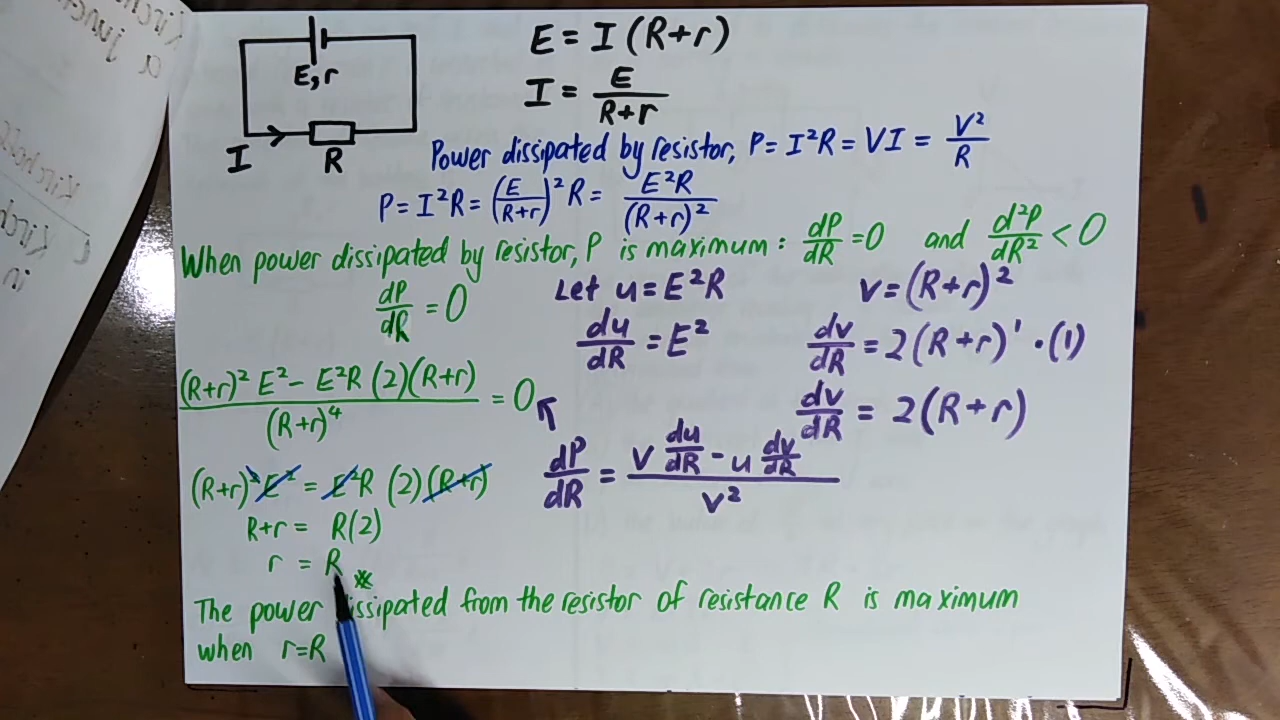 E, r
I
R
E = I (R+r)
I = E/(R+r)
Power dissipated by resistor, P = I²R = VI = V²/R
P = I²R = (E/(R+r))² R = E²R/(R+r)²
When power dissipated by resistor, P is maximum : dP/dR = 0 and d²P/dR² < 0
dP/dR = 0
Let u = E²R
v = (R+r)²
du/dR = E²
dv/dR = 2(R+r)¹ · (1)
dv/dR = 2(R+r)
((R+r)² E² − E²R (2)(R+r))/(R+r)⁴ = 0
dP/dR = (v du/dR − u dv/dR)/v²
(R+r)² E² = E²R (2)(R+r)
R+r = R(2)
r = R *
The power dissipated from the resistor of resistance R is maximum
when r=R